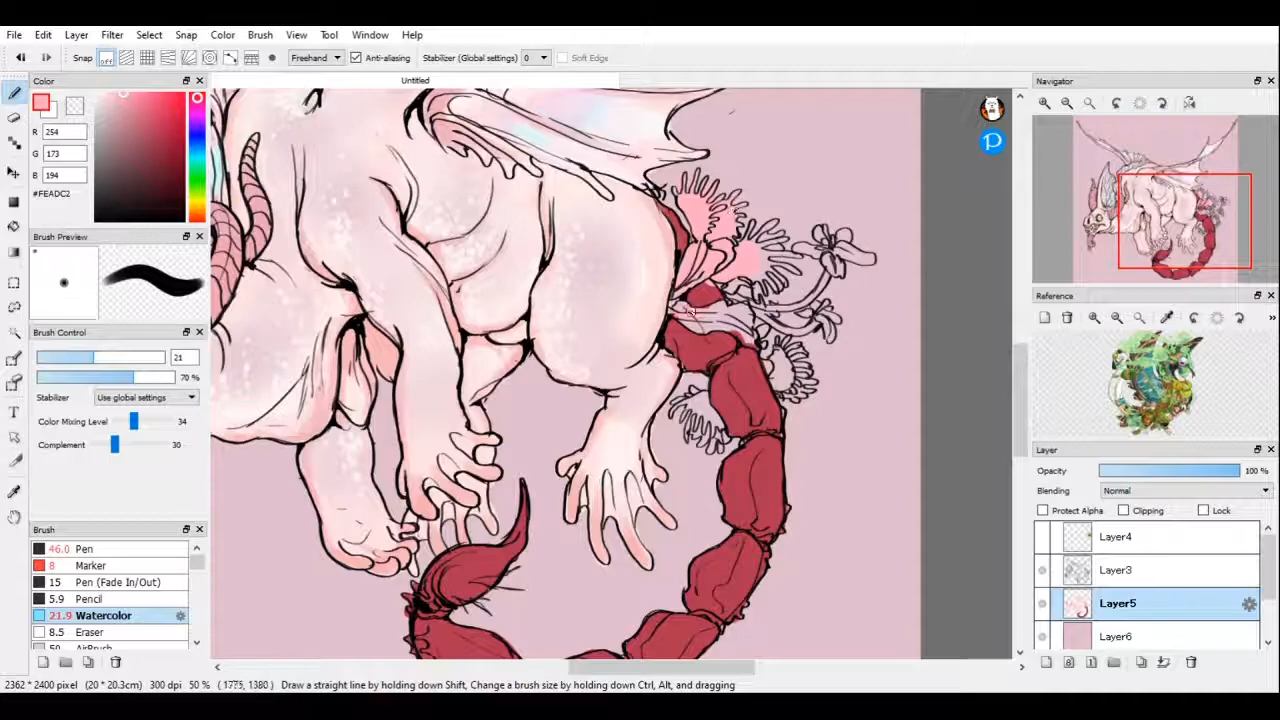 File Edit Layer Filter Select Snap Color Brush View Tool Window Help
Snap off Freehand Anti-aliasing Stabilizer (Global settings) 0 Soft Edge
Color
Untitled
Navigator
R 254
G 173
B 194
#FEADC2
Brush Preview
Reference
Brush Control
21
70 %
Stabilizer Use global settings
Color Mixing Level 34
Complement 30
Layer
Opacity 100 %
Blending Normal
Protect Alpha Clipping Lock
Brush
46.0 Pen
8 Marker
15 Pen (Fade In/Out)
5.9 Pencil
21.9 Watercolor
8.5 Eraser
50 AirBrush
Layer4
Layer3
Layer5
Layer6
2362 * 2400 pixel (20 * 20.3cm) 300 dpi 50 % ( 1775, 1380 ) Draw a straight line by holding down Shift, Change a brush size by holding down Ctrl, Alt, and dragging